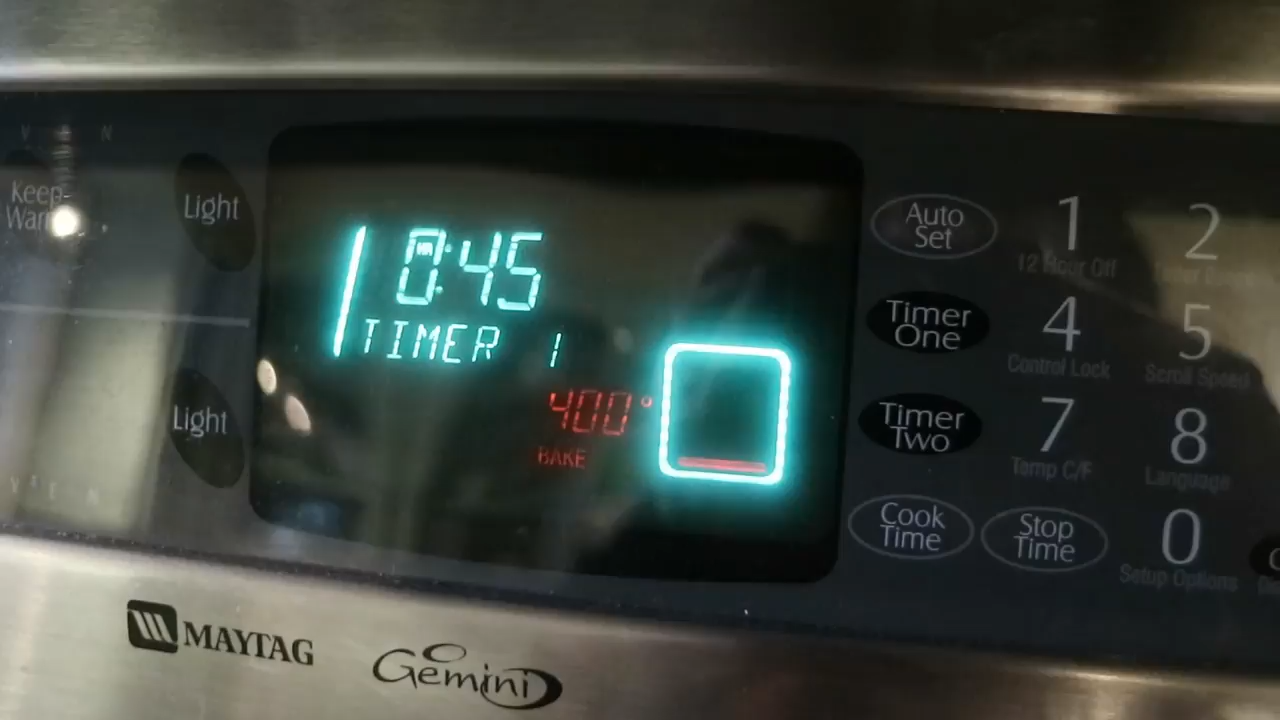 Keep-
Warm
Light
0:45
HR
TIMER 1
400°
BAKE
Light
Auto
Set
1
12 Hour Off
2
Timer
One
4
Control Lock
5
Scroll Speed
Timer
Two
7
Temp C/F
8
Language
Cook
Time
Stop
Time
0
Setup Options
MAYTAG
Gemini